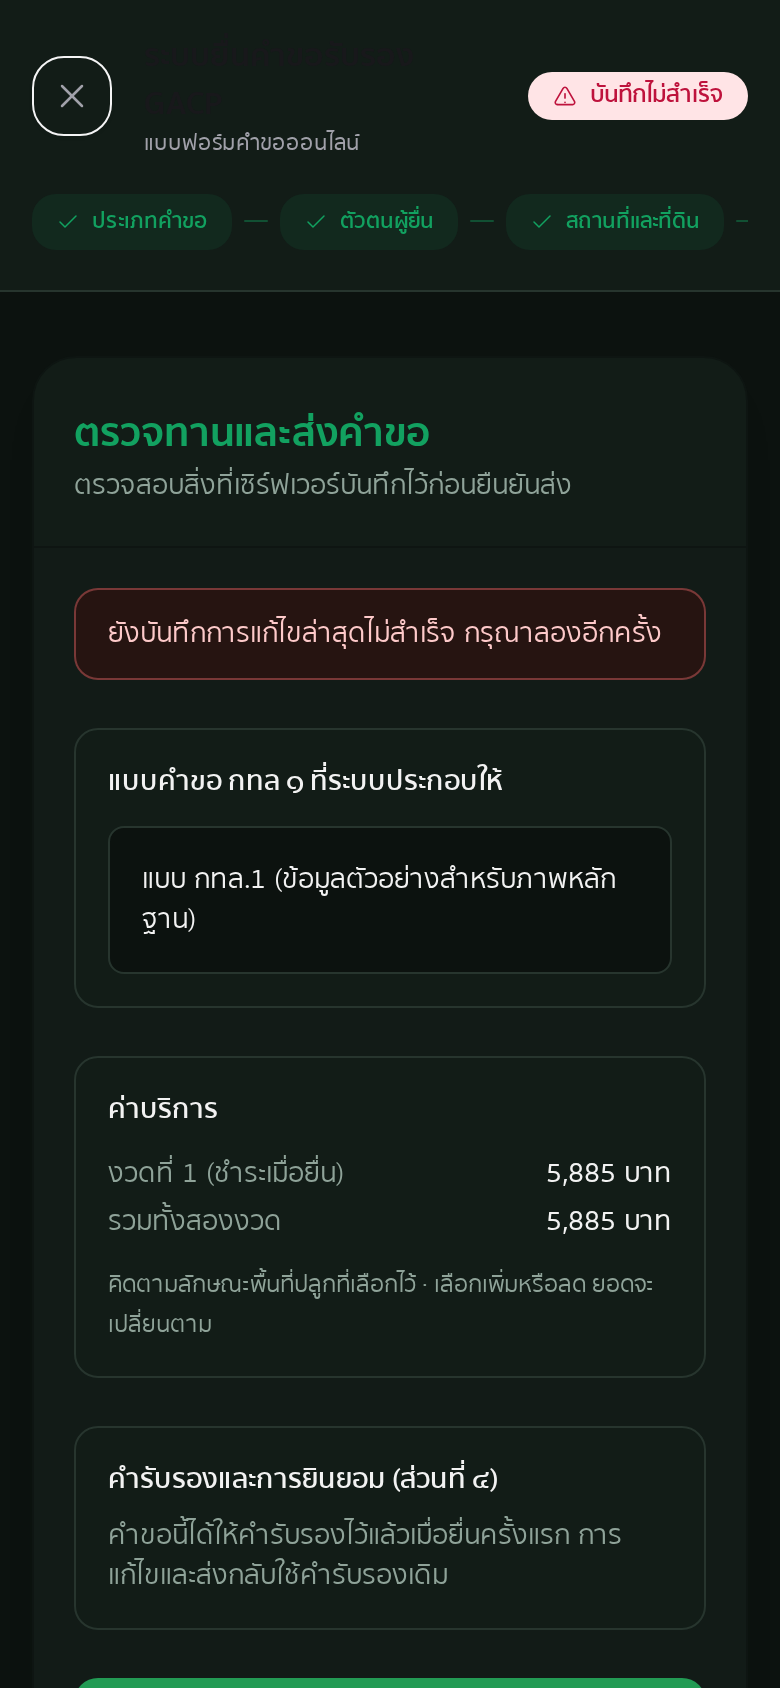 แบบฟอร์มคำขอออนไลน์
บันทึกไม่สำเร็จ
ประเภทคำขอ
ตัวตนผู้ยื่น
สถานที่และที่ดิน
ตรวจทานและส่งคำขอ
ตรวจสอบสิ่งที่เซิร์ฟเวอร์บันทึกไว้ก่อนยืนยันส่ง
ยังบันทึกการแก้ไขล่าสุดไม่สำเร็จ กรุณาลองอีกครั้ง
แบบคำขอ กทล ๑ ที่ระบบประกอบให้
แบบ กทล.1 (ข้อมูลตัวอย่างสำหรับภาพหลัก
ฐาน)
ค่าบริการ
งวดที่ 1 (ชำระเมื่อยื่น) 5,885 บาท
รวมทั้งสองงวด 5,885 บาท
คิดตามลักษณะพื้นที่ปลูกที่เลือกไว้ · เลือกเพิ่มหรือลด ยอดจะ
เปลี่ยนตาม
คำรับรองและการยินยอม (ส่วนที่ ๔)
คำขอนี้ได้ให้คำรับรองไว้แล้วเมื่อยื่นครั้งแรก การ
แก้ไขและส่งกลับใช้คำรับรองเดิม